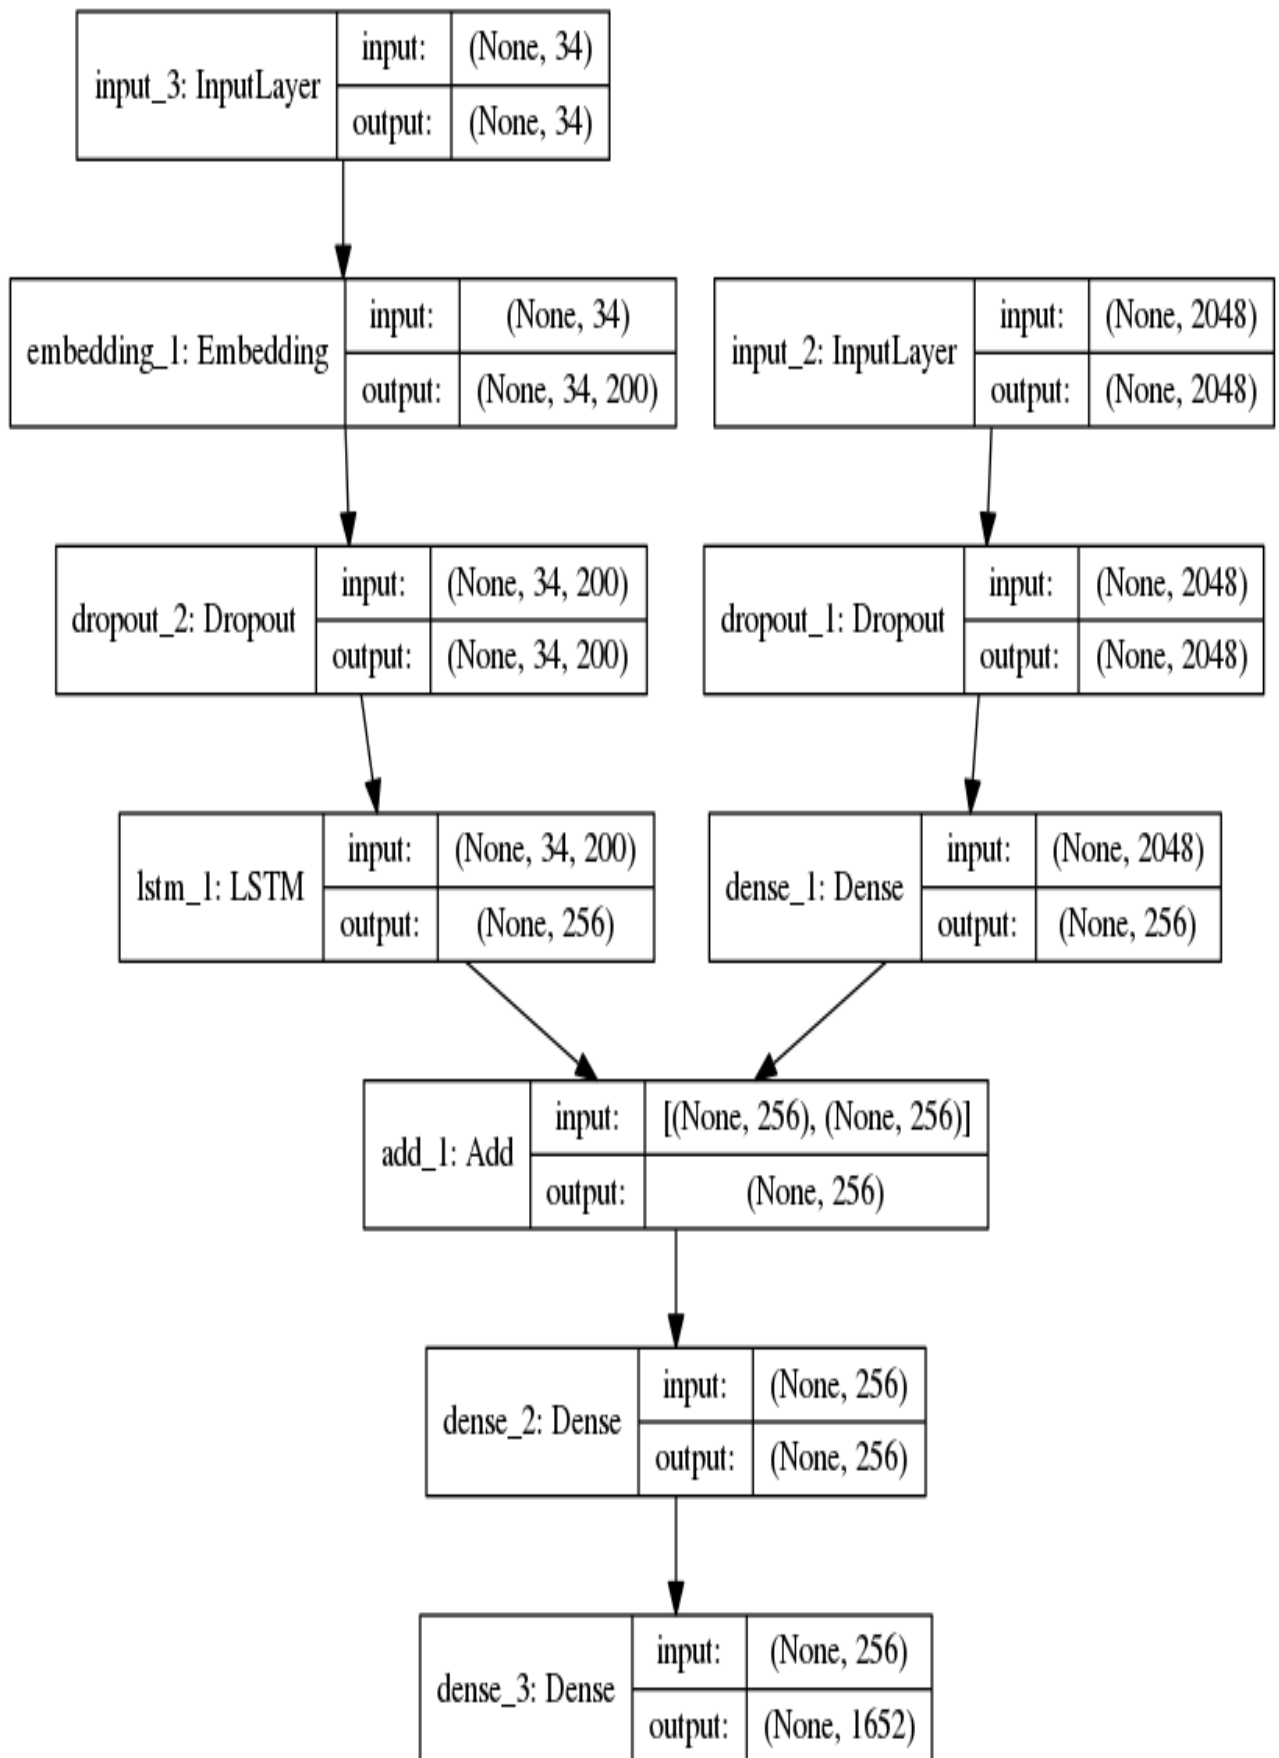 input_3: InputLayer
input: (None, 34)
output: (None, 34)
embedding_1: Embedding
input: (None, 34)
output: (None, 34, 200)
input_2: InputLayer
input: (None, 2048)
output: (None, 2048)
dropout_2: Dropout
input: (None, 34, 200)
output: (None, 34, 200)
dropout_1: Dropout
input: (None, 2048)
output: (None, 2048)
lstm_1: LSTM
input: (None, 34, 200)
output: (None, 256)
dense_1: Dense
input: (None, 2048)
output: (None, 256)
add_1: Add
input: [(None, 256), (None, 256)]
output: (None, 256)
dense_2: Dense
input: (None, 256)
output: (None, 256)
dense_3: Dense
input: (None, 256)
output: (None, 1652)